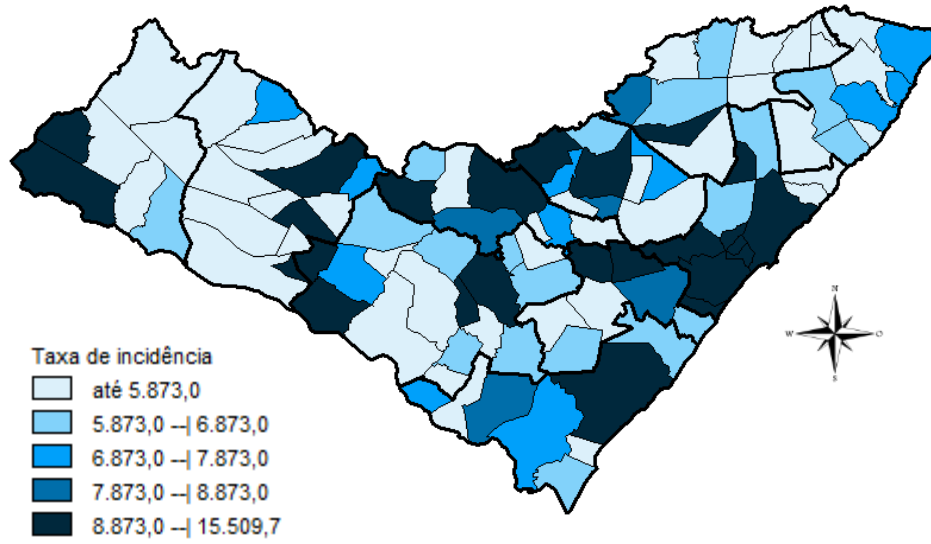 N
W
O
S
Taxa de incidência
até 5.873,0
5.873,0 --| 6.873,0
6.873,0 --| 7.873,0
7.873,0 --| 8.873,0
8.873,0 --| 15.509,7